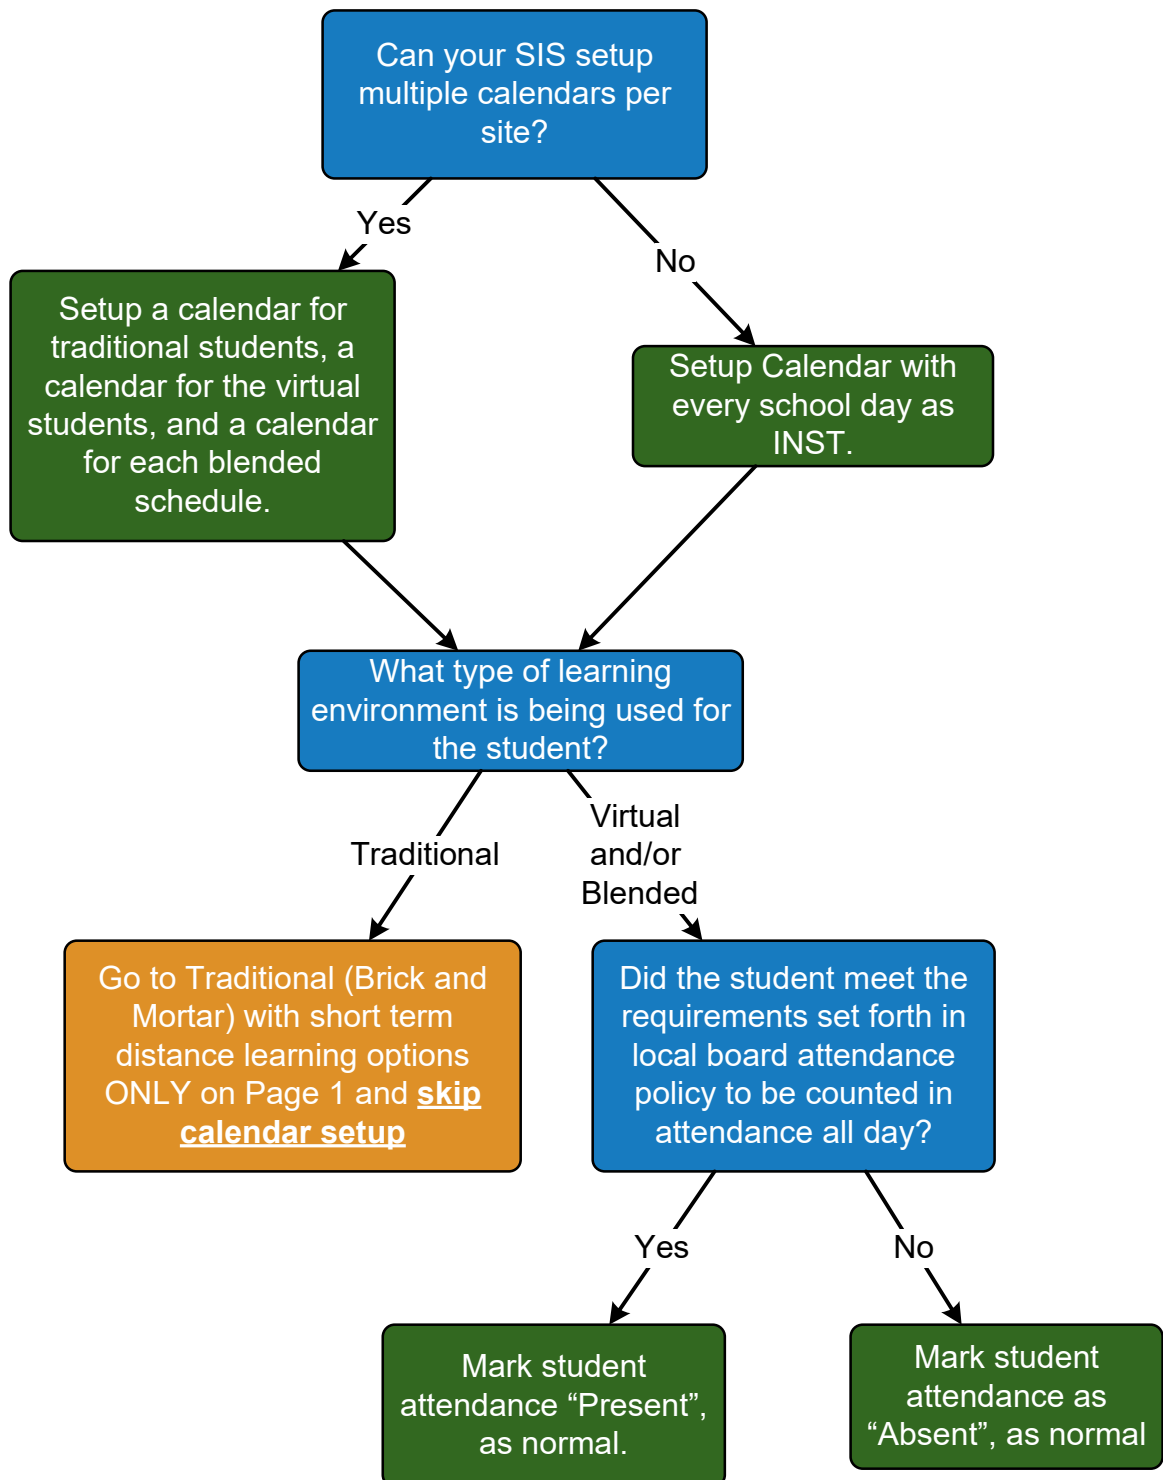 Can your SIS setup
multiple calendars per
site?
Yes
No
Setup a calendar for
traditional students, a
calendar for the virtual
students, and a calendar
for each blended
schedule.
Setup Calendar with
every school day as
INST.
What type of learning
environment is being used for
the student?
Traditional
Virtual
and/or
Blended
Go to Traditional (Brick and
Mortar) with short term
distance learning options
ONLY on Page 1 and skip
calendar setup
Did the student meet the
requirements set forth in
local board attendance
policy to be counted in
attendance all day?
Yes
No
Mark student
attendance “Present”,
as normal.
Mark student
attendance as
“Absent”, as normal